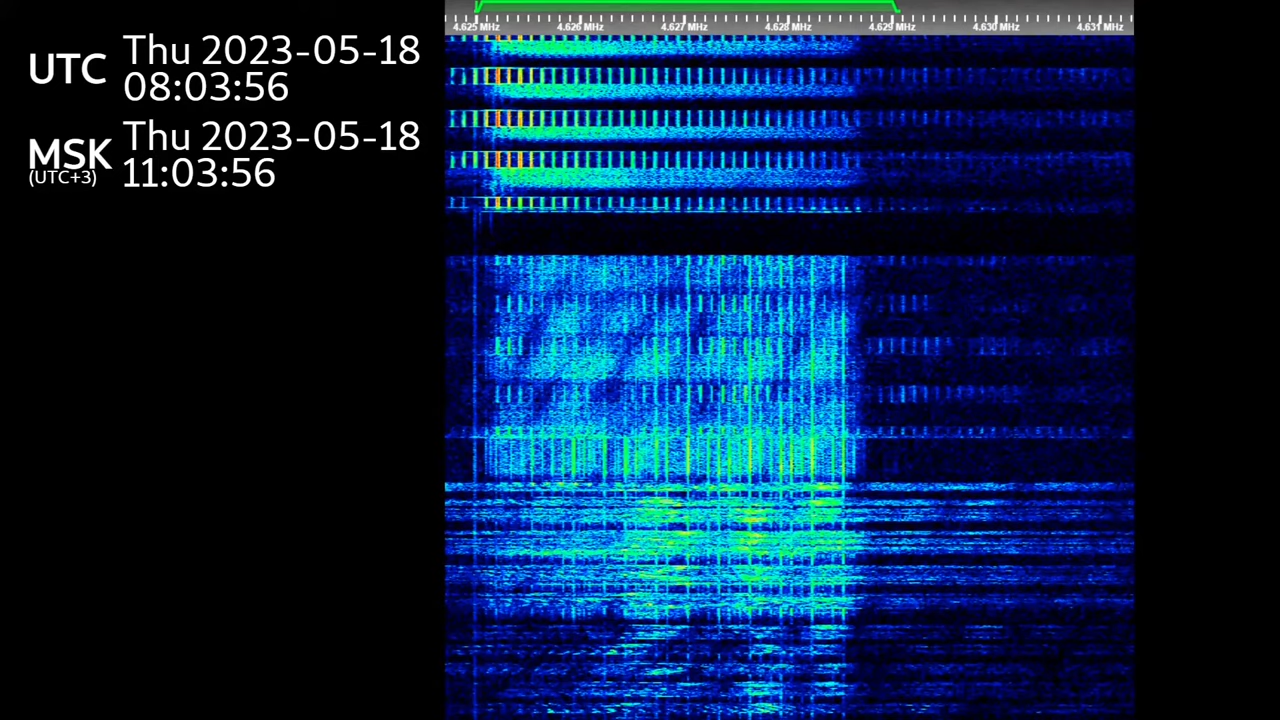 4.625 MHz 4.626 MHz 4.627 MHz 4.628 MHz 4.629 MHz 4.630 MHz 4.631 MHz
UTC Thu 2023-05-18
08:03:56
MSK Thu 2023-05-18
(UTC+3) 11:03:56